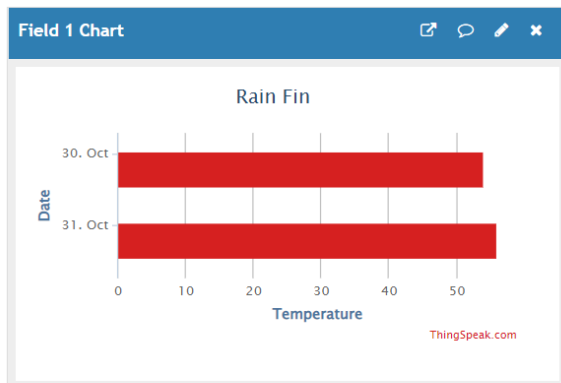 Field 1 Chart
Rain Fin
Date
30. Oct
31. Oct
0 10 20 30 40 50
Temperature
ThingSpeak.com